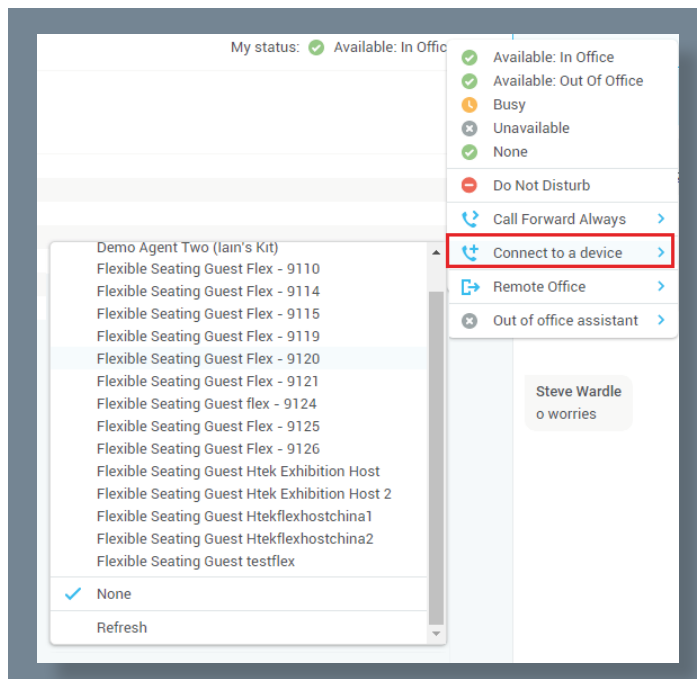 My status: Available: In Offic
Available: In Office
Available: Out Of Office
Busy
Unavailable
None
Do Not Disturb
Call Forward Always
Connect to a device
Remote Office
Out of office assistant
Demo Agent Two (Iain's Kit)
Flexible Seating Guest Flex - 9110
Flexible Seating Guest Flex - 9114
Flexible Seating Guest Flex - 9115
Flexible Seating Guest Flex - 9119
Flexible Seating Guest Flex - 9120
Flexible Seating Guest Flex - 9121
Flexible Seating Guest flex - 9124
Flexible Seating Guest Flex - 9125
Flexible Seating Guest Flex - 9126
Flexible Seating Guest Htek Exhibition Host
Flexible Seating Guest Htek Exhibition Host 2
Flexible Seating Guest Htekflexhostchina1
Flexible Seating Guest Htekflexhostchina2
Flexible Seating Guest testflex
None
Refresh
Steve Wardle
o worries